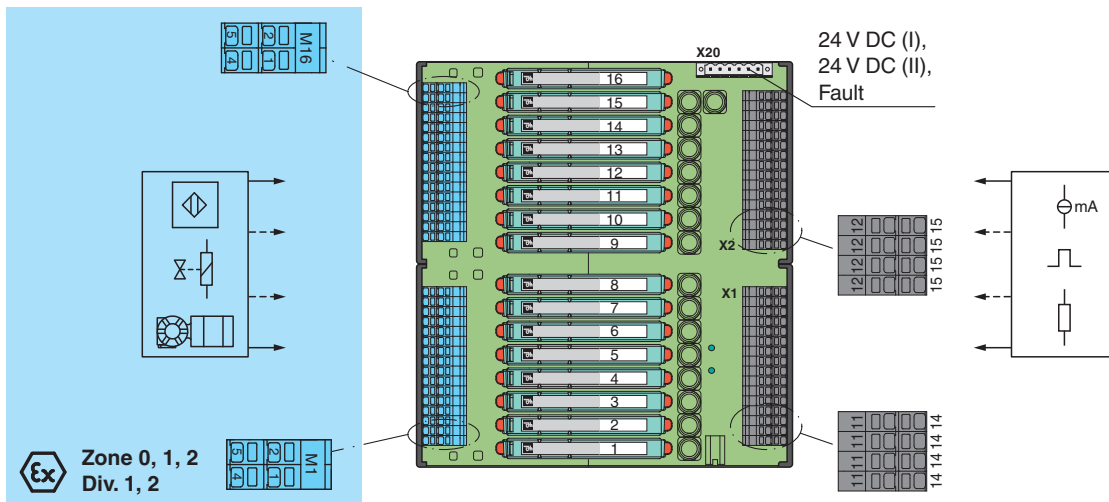 M16
5 2
4 1
X20
24 V DC (I),
24 V DC (II),
Fault
16
15
14
13
12
11
10
9
X2
8
7
6
5
4
3
2
1
X1
12 12 12 12
15 15 15 15
11 11 11 11
14 14 14 14
mA
M1
5 2
4 1
Ex
Zone 0, 1, 2
Div. 1, 2